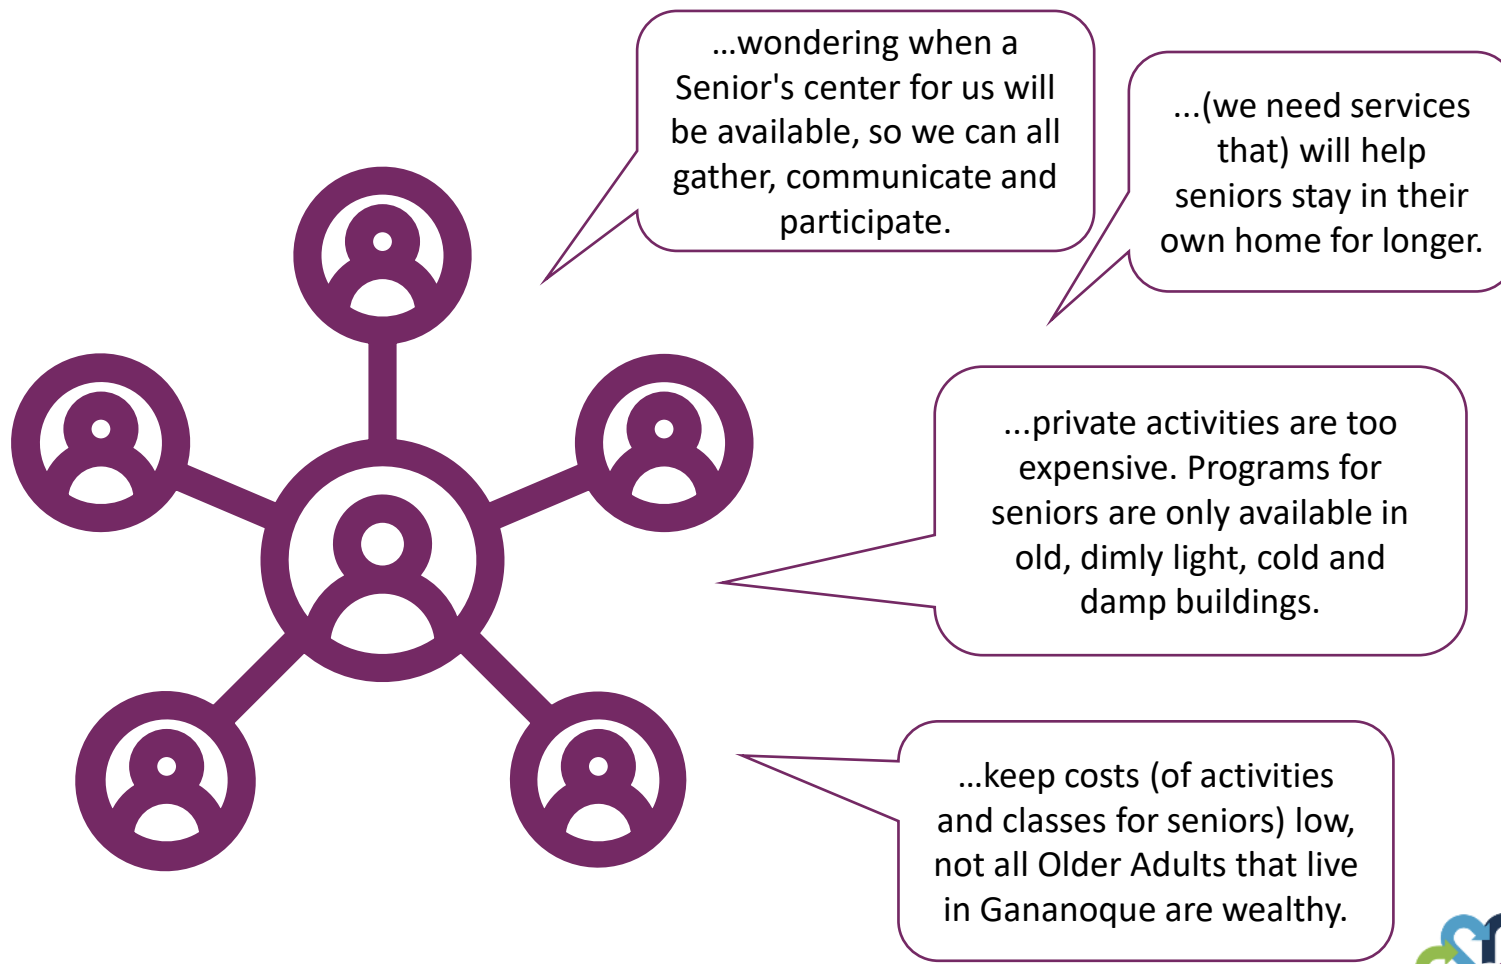 ...wondering when a
Senior's center for us will
be available, so we can all
gather, communicate and
participate.
...(we need services
that) will help
seniors stay in their
own home for longer.
...private activities are too
expensive. Programs for
seniors are only available in
old, dimly light, cold and
damp buildings.
...keep costs (of activities
and classes for seniors) low,
not all Older Adults that live
in Gananoque are wealthy.